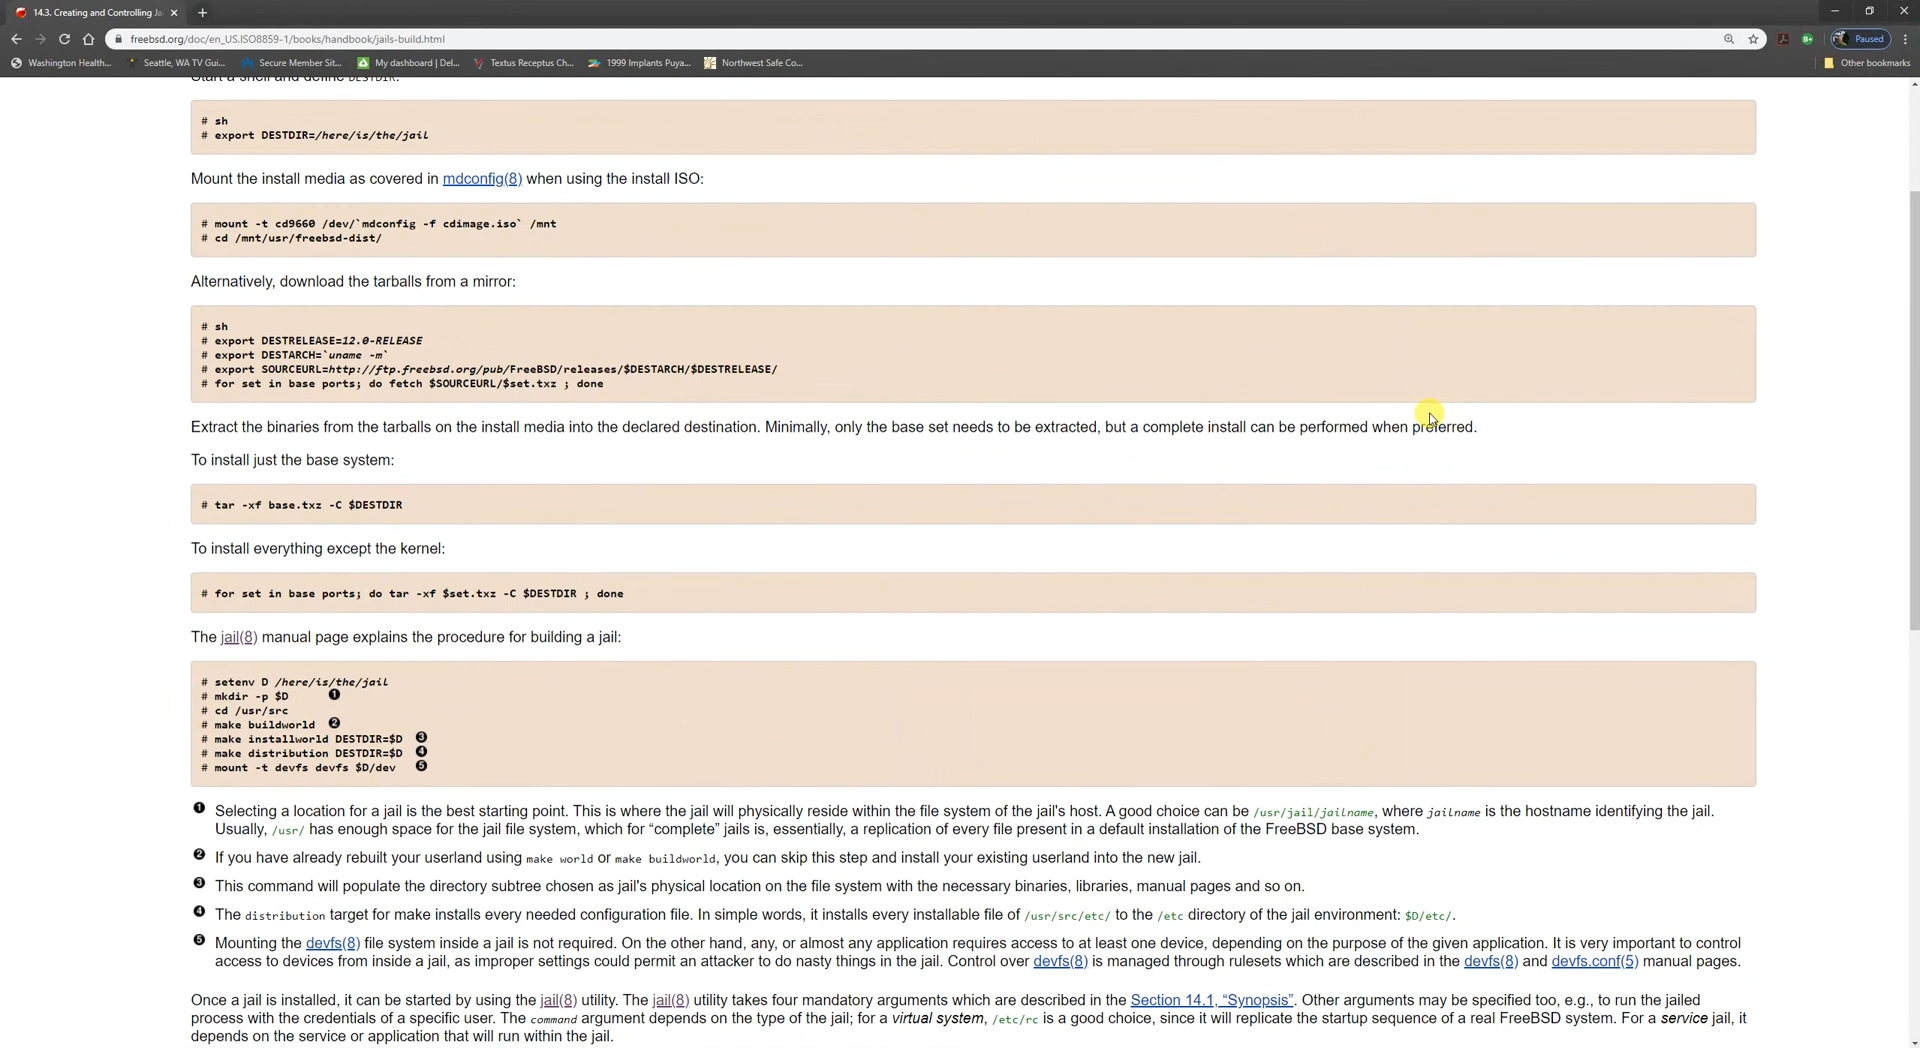 14.3. Creating and Controlling Ja
freebsd.org/doc/en_US.ISO8859-1/books/handbook/jails-build.html
Paused
Washington Health...
Seattle, WA TV Gui...
Secure Member Sit...
My dashboard | Del...
Textus Receptus Ch...
1999 Implants Puya...
Northwest Safe Co...
Other bookmarks
Start a shell and define DESTDIR:
# sh
# export DESTDIR=/here/is/the/jail
Mount the install media as covered in mdconfig(8) when using the install ISO:
# mount -t cd9660 /dev/`mdconfig -f cdimage.iso` /mnt
# cd /mnt/usr/freebsd-dist/
Alternatively, download the tarballs from a mirror:
# sh
# export DESTRELEASE=12.0-RELEASE
# export DESTARCH=`uname -m`
# export SOURCEURL=http://ftp.freebsd.org/pub/FreeBSD/releases/$DESTARCH/$DESTRELEASE/
# for set in base ports; do fetch $SOURCEURL/$set.txz ; done
Extract the binaries from the tarballs on the install media into the declared destination. Minimally, only the base set needs to be extracted, but a complete install can be performed when preferred.
To install just the base system:
# tar -xf base.txz -C $DESTDIR
To install everything except the kernel:
# for set in base ports; do tar -xf $set.txz -C $DESTDIR ; done
The jail(8) manual page explains the procedure for building a jail:
# setenv D /here/is/the/jail
# mkdir -p $D ❶
# cd /usr/src
# make buildworld ❷
# make installworld DESTDIR=$D ❸
# make distribution DESTDIR=$D ❹
# mount -t devfs devfs $D/dev ❺
❶ Selecting a location for a jail is the best starting point. This is where the jail will physically reside within the file system of the jail's host. A good choice can be /usr/jail/jailname, where jailname is the hostname identifying the jail.
Usually, /usr/ has enough space for the jail file system, which for “complete” jails is, essentially, a replication of every file present in a default installation of the FreeBSD base system.
❷ If you have already rebuilt your userland using make world or make buildworld, you can skip this step and install your existing userland into the new jail.
❸ This command will populate the directory subtree chosen as jail's physical location on the file system with the necessary binaries, libraries, manual pages and so on.
❹ The distribution target for make installs every needed configuration file. In simple words, it installs every installable file of /usr/src/etc/ to the /etc directory of the jail environment: $D/etc/.
❺ Mounting the devfs(8) file system inside a jail is not required. On the other hand, any, or almost any application requires access to at least one device, depending on the purpose of the given application. It is very important to control
access to devices from inside a jail, as improper settings could permit an attacker to do nasty things in the jail. Control over devfs(8) is managed through rulesets which are described in the devfs(8) and devfs.conf(5) manual pages.
Once a jail is installed, it can be started by using the jail(8) utility. The jail(8) utility takes four mandatory arguments which are described in the Section 14.1, “Synopsis”. Other arguments may be specified too, e.g., to run the jailed
process with the credentials of a specific user. The command argument depends on the type of the jail; for a virtual system, /etc/rc is a good choice, since it will replicate the startup sequence of a real FreeBSD system. For a service jail, it
depends on the service or application that will run within the jail.